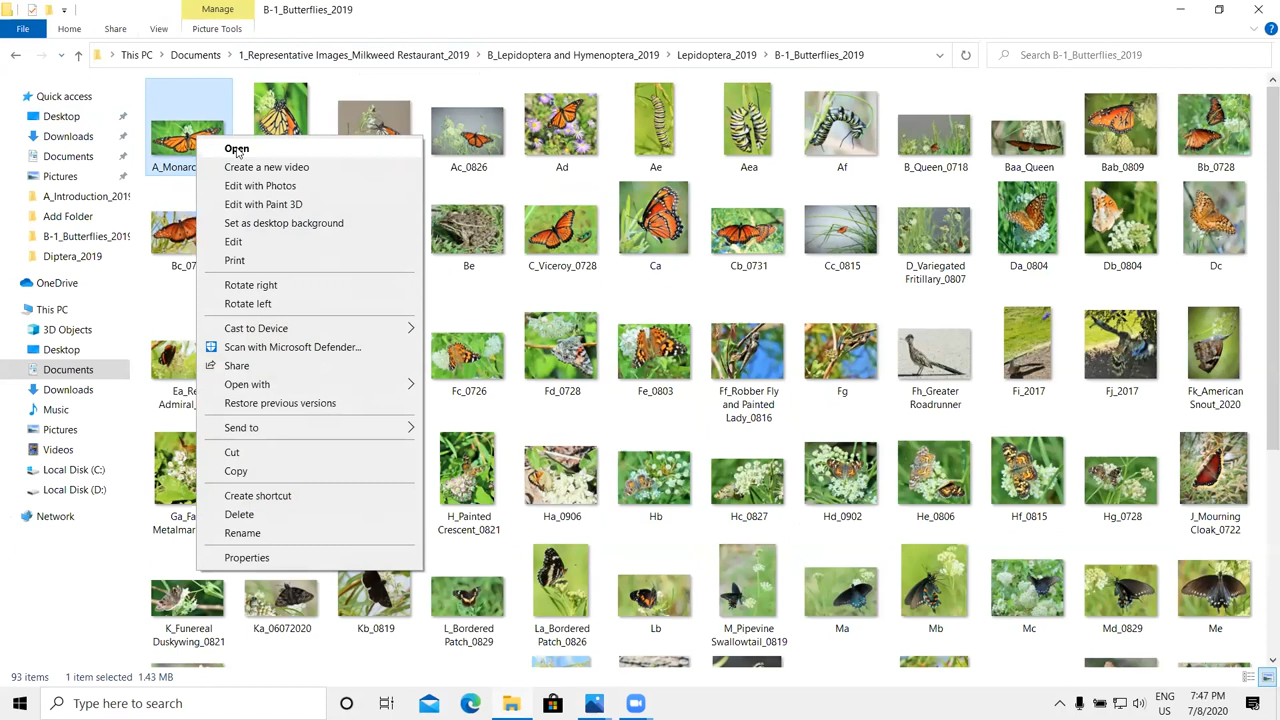 Manage
B-1_Butterflies_2019
File
Home
Share
View
Picture Tools
This PC
Documents
1_Representative Images_Milkweed Restaurant_2019
B_Lepidoptera and Hymenoptera_2019
Lepidoptera_2019
B-1_Butterflies_2019
Search B-1_Butterflies_2019
Quick access
Desktop
Downloads
Documents
Pictures
A_Introduction_2019
Add Folder
B-1_Butterflies_2019
Diptera_2019
OneDrive
This PC
3D Objects
Desktop
Documents
Downloads
Music
Pictures
Videos
Local Disk (C:)
Local Disk (D:)
Network
Open
Create a new video
Edit with Photos
Edit with Paint 3D
Set as desktop background
Edit
Print
Rotate right
Rotate left
Cast to Device
Scan with Microsoft Defender...
Share
Open with
Restore previous versions
Send to
Cut
Copy
Create shortcut
Delete
Rename
Properties
A_Monarc
Ac_0826
Ad
Ae
Aea
Af
B_Queen_0718
Baa_Queen
Bab_0809
Bb_0728
Bc_07
Be
C_Viceroy_0728
Ca
Cb_0731
Cc_0815
D_Variegated
Fritillary_0807
Da_0804
Db_0804
Dc
Ea_Re
Admiral_
Fc_0726
Fd_0728
Fe_0803
Ff_Robber Fly
and Painted
Lady_0816
Fg
Fh_Greater
Roadrunner
Fi_2017
Fj_2017
Fk_American
Snout_2020
Ga_Fa
Metalmar
H_Painted
Crescent_0821
Ha_0906
Hb
Hc_0827
Hd_0902
He_0806
Hf_0815
Hg_0728
J_Mourning
Cloak_0722
K_Funereal
Duskywing_0821
Ka_06072020
Kb_0819
L_Bordered
Patch_0829
La_Bordered
Patch_0826
Lb
M_Pipevine
Swallowtail_0819
Ma
Mb
Mc
Md_0829
Me
93 items
1 item selected 1.43 MB
Type here to search
ENG
US
7:47 PM
7/8/2020